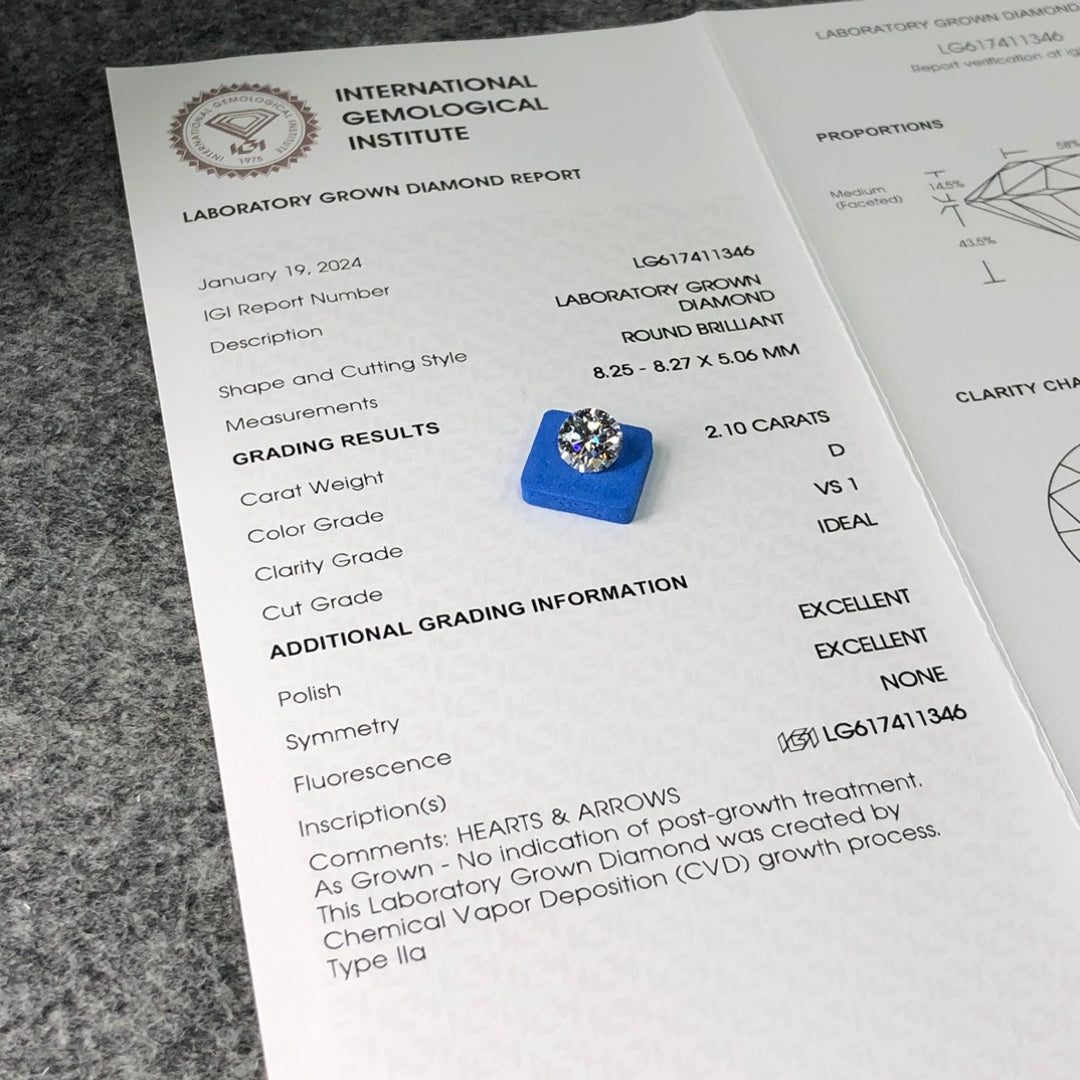 INTERNATIONAL
GEMOLOGICAL
INSTITUTE
INTERNATIONAL GEMOLOGICAL INSTITUTE
IGI
1975
LABORATORY GROWN DIAMOND REPORT
January 19, 2024
IGI Report Number LG617411346
Description LABORATORY GROWN
DIAMOND
Shape and Cutting Style ROUND BRILLIANT
Measurements 8.25 - 8.27 X 5.06 MM
GRADING RESULTS
Carat Weight 2.10 CARATS
Color Grade D
Clarity Grade VS 1
Cut Grade IDEAL
ADDITIONAL GRADING INFORMATION
Polish EXCELLENT
Symmetry EXCELLENT
Fluorescence NONE
Inscription(s) IGI LG617411346
Comments: HEARTS & ARROWS
As Grown - No indication of post-growth treatment.
This Laboratory Grown Diamond was created by
Chemical Vapor Deposition (CVD) growth process.
Type IIa
LABORATORY GROWN DIAMOND
LG617411346
Report verification at
PROPORTIONS
58%
Medium
(Faceted)
14.5%
43.5%
CLARITY